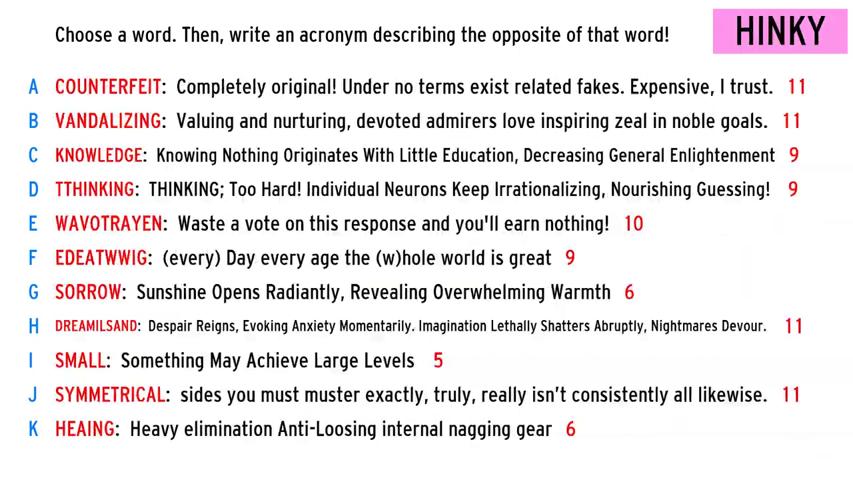 Choose a word. Then, write an acronym describing the opposite of that word!
HINKY
A COUNTERFEIT: Completely original! Under no terms exist related fakes. Expensive, I trust. 11
B VANDALIZING: Valuing and nurturing, devoted admirers love inspiring zeal in noble goals. 11
C KNOWLEDGE: Knowing Nothing Originates With Little Education, Decreasing General Enlightenment 9
D TTHINKING: THINKING; Too Hard! Individual Neurons Keep Irrationalizing, Nourishing Guessing! 9
E WAVOTRAYEN: Waste a vote on this response and you'll earn nothing! 10
F EDEATWWIG: (every) Day every age the (w)hole world is great 9
G SORROW: Sunshine Opens Radiantly, Revealing Overwhelming Warmth 6
H DREAMILSAND: Despair Reigns, Evoking Anxiety Momentarily. Imagination Lethally Shatters Abruptly, Nightmares Devour. 11
I SMALL: Something May Achieve Large Levels 5
J SYMMETRICAL: sides you must muster exactly, truly, really isn't consistently all likewise. 11
K HEAING: Heavy elimination Anti-Loosing internal nagging gear 6